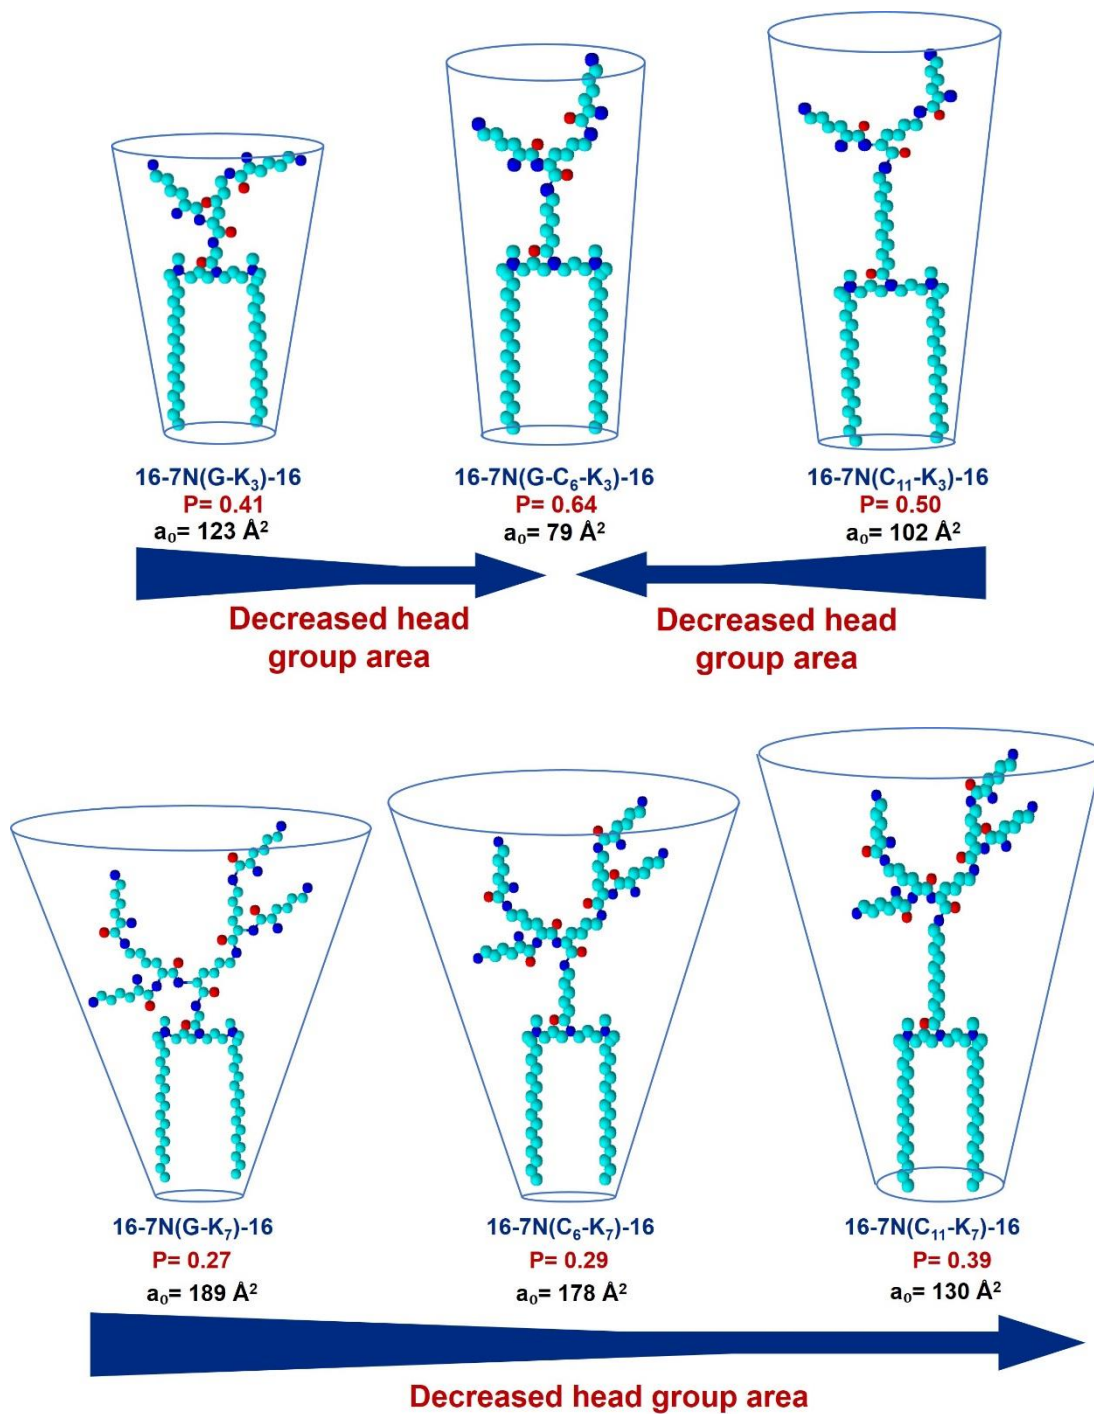 16-7N(G-K₃)-16 16-7N(G-C₆-K₃)-16 16-7N(C₁₁-K₃)-16
P= 0.41 P= 0.64 P= 0.50
a₀= 123 Å² a₀= 79 Å² a₀= 102 Å²
Decreased head
group area
Decreased head
group area
16-7N(G-K₇)-16 16-7N(C₆-K₇)-16 16-7N(C₁₁-K₇)-16
P= 0.27 P= 0.29 P= 0.39
a₀= 189 Å² a₀= 178 Å² a₀= 130 Å²
Decreased head group area